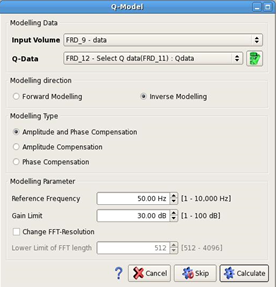 Q-Model
Modelling Data
Input Volume FRD_9 - data
Q-Data FRD_12 - Select Q data(FRD_11) : Qdata
Modelling direction
Forward Modelling Inverse Modelling
Modelling Type
Amplitude and Phase Compensation
Amplitude Compensation
Phase Compensation
Modelling Parameter
Reference Frequency 50.00 Hz [1 - 10,000 Hz]
Gain Limit 30.00 dB [1 - 100 dB]
Change FFT-Resolution
Lower Limit of FFT length 512 [512 - 4096]
? Cancel Skip Calculate